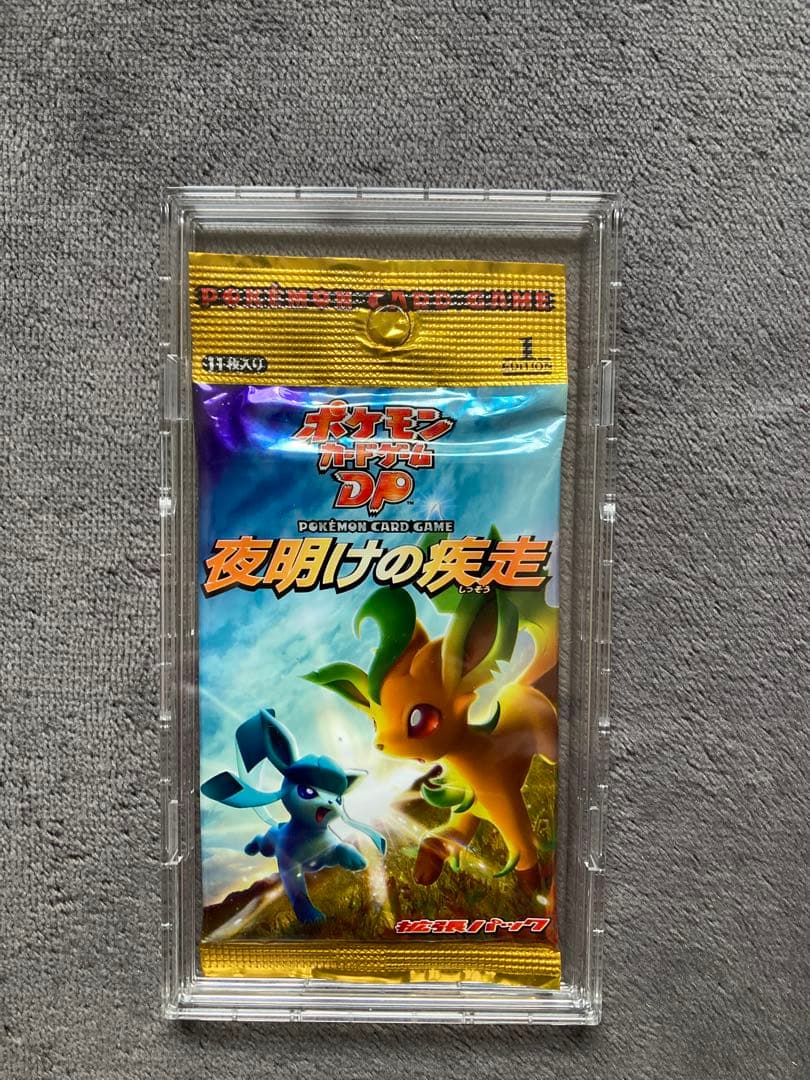 POKÉMON CARD GAME
11枚入り
1
EDITION
ポケモン
カードゲーム
DP™
POKÉMON CARD GAME
夜明けの疾走
しっそう
拡張パック